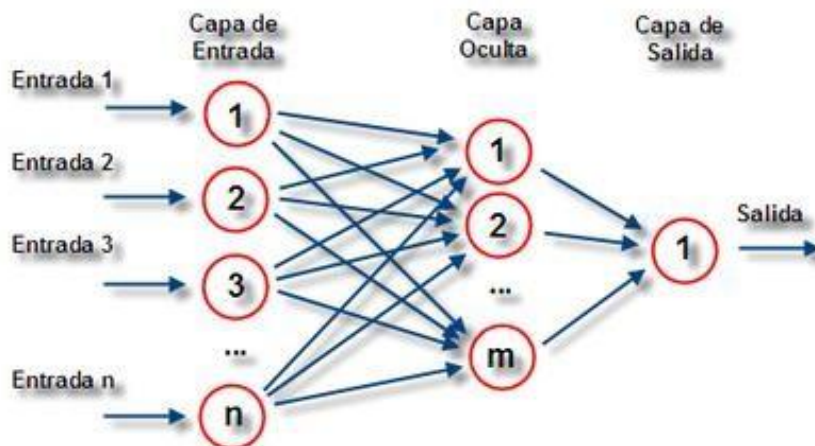 Capa de
Entrada
Capa
Oculta
Capa de
Salida
Entrada 1
1
Entrada 2
2
Entrada 3
3
...
Entrada n
n
1
2
...
m
1
Salida